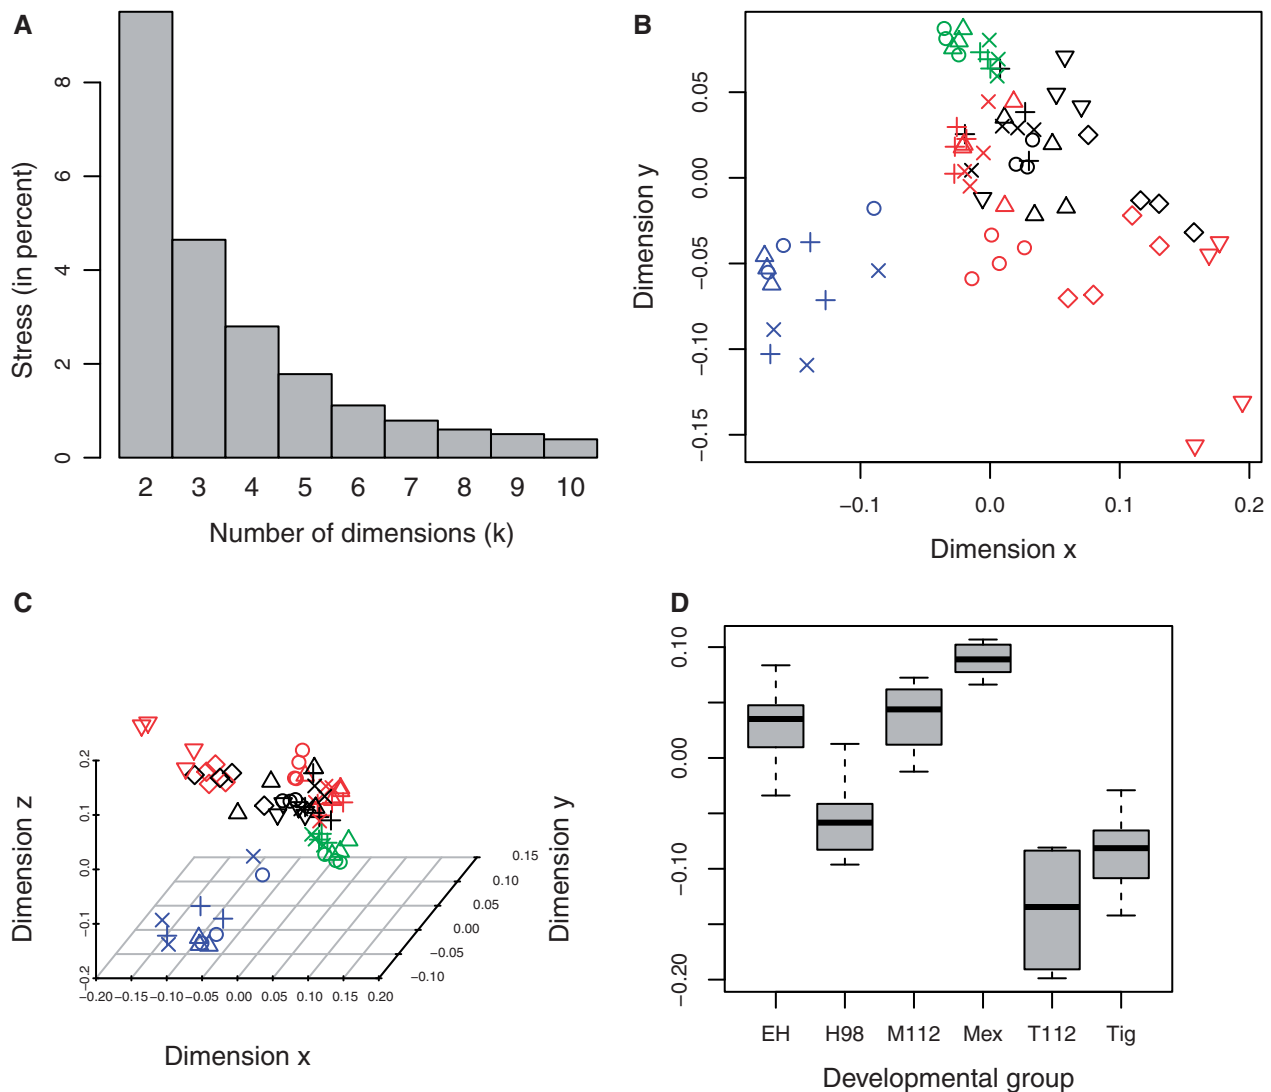 A
Stress (in percent)
8
6
4
2
0
2 3 4 5 6 7 8 9 10
Number of dimensions (k)
B
Dimension y
0.05
0.00
−0.05
−0.10
−0.15
−0.1 0.0 0.1 0.2
Dimension x
C
Dimension z
0.2
0.1
0.0
−0.1
−0.2
−0.20 −0.15 −0.10 −0.05 0.00 0.05 0.10 0.15 0.20
Dimension x
0.15
0.10
0.05
0.00
−0.05
−0.10
Dimension y
D
0.10
0.00
−0.10
−0.20
EH H98 M112 Mex T112 Tig
Developmental group